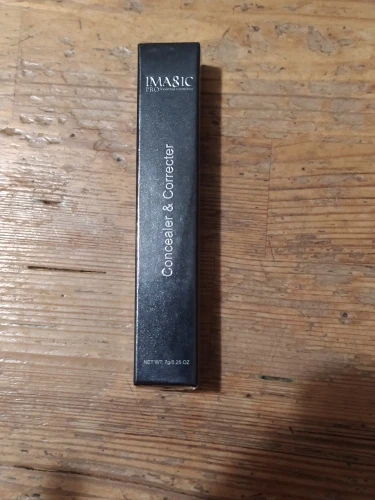 IMAGIC
PRO
Concealer & Correcter
NET WT. 7g/0.25 OZ